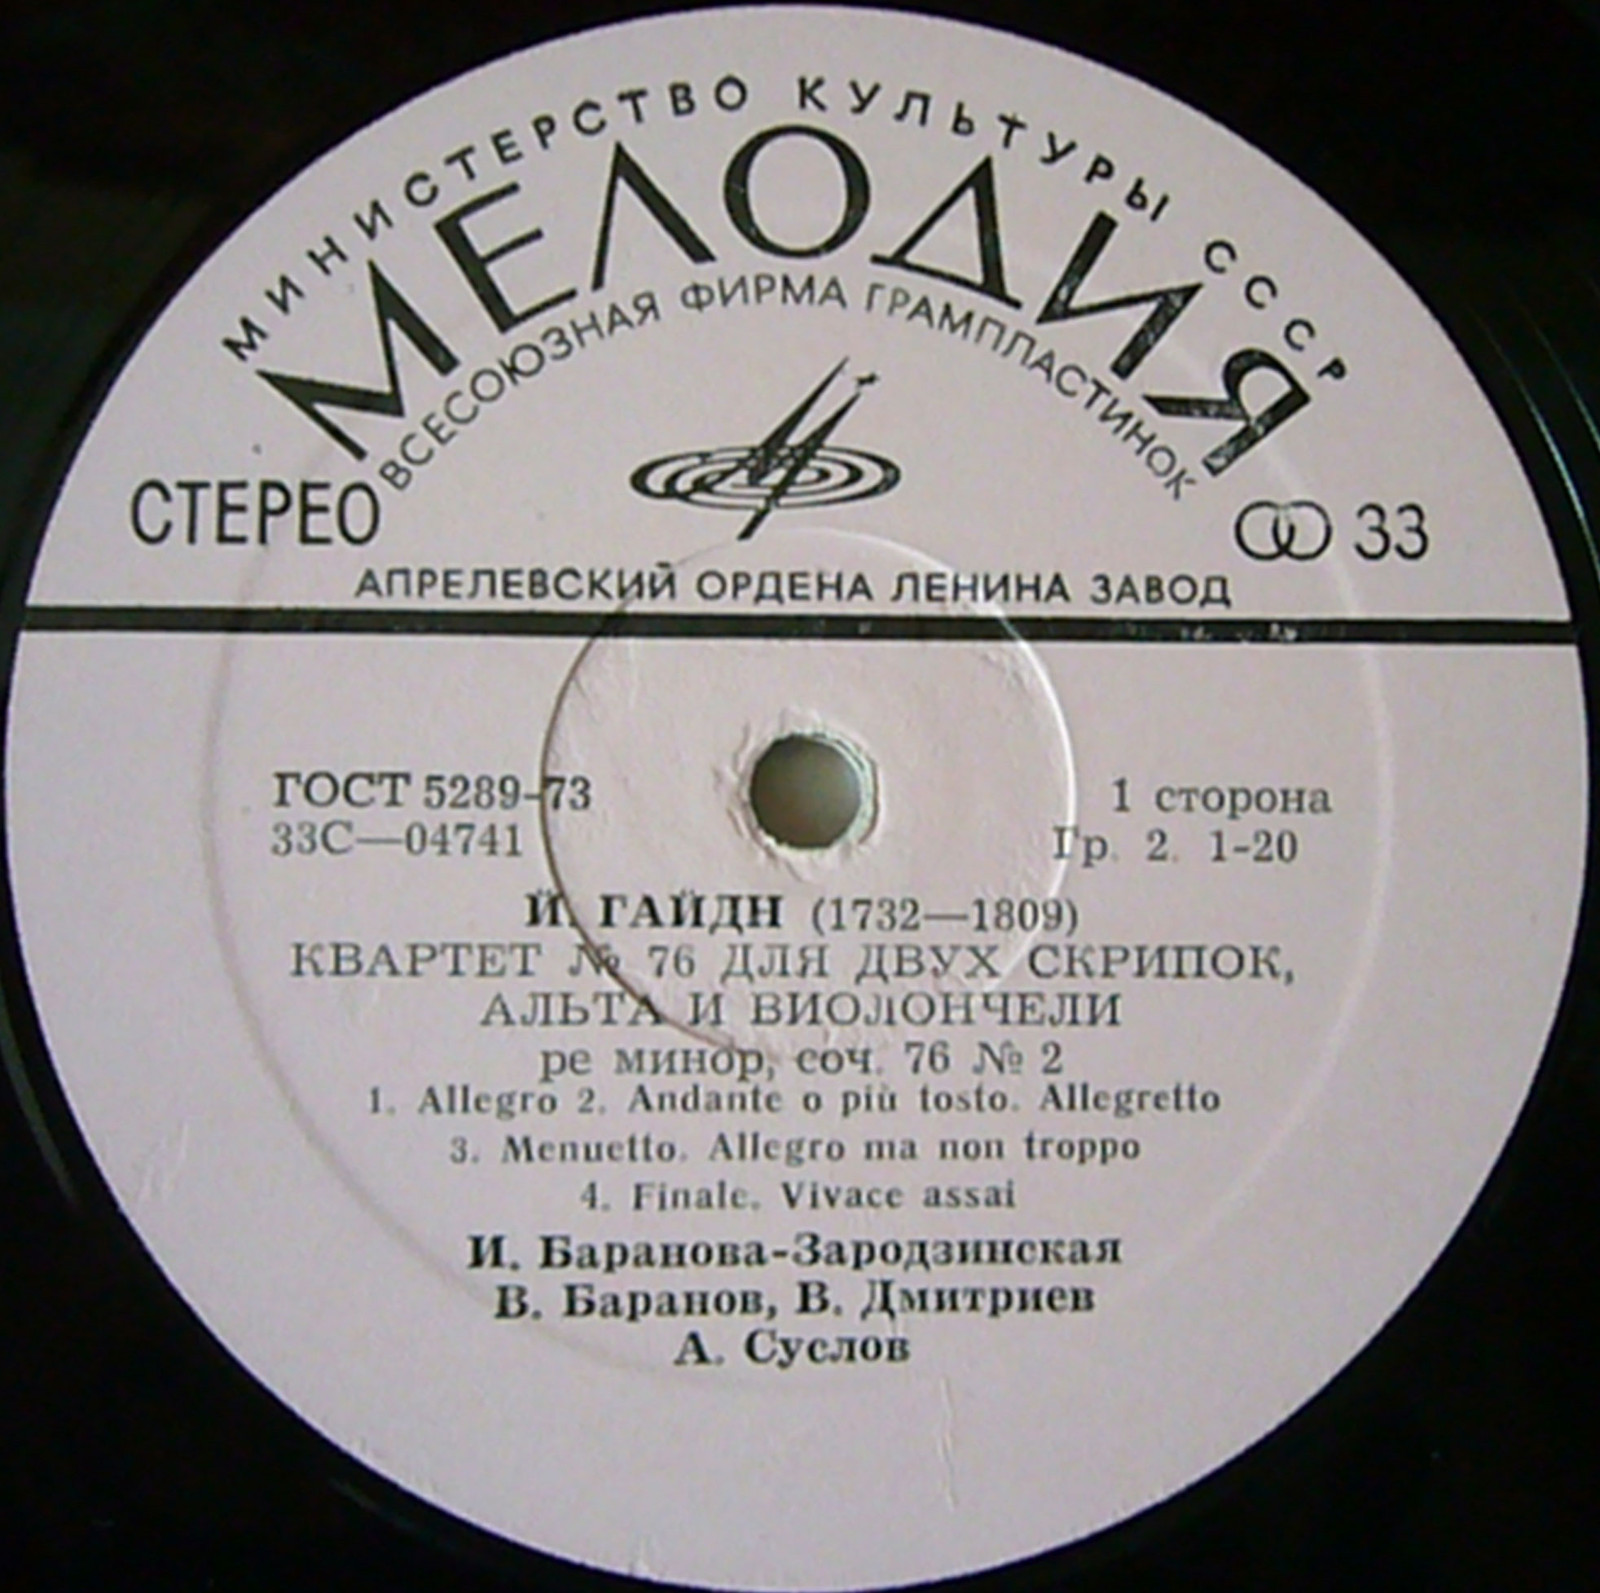 МИНИСТЕРСТВО КУЛЬТУРЫ СССР
МЕЛОДИЯ
ВСЕСОЮЗНАЯ ФИРМА ГРАМПЛАСТИНОК
СТЕРЕО
33
АПРЕЛЕВСКИЙ ОРДЕНА ЛЕНИНА ЗАВОД
ГОСТ 5289-73
1 сторона
33С—04741
Гр. 2. 1-20
Й. ГАЙДН (1732—1809)
КВАРТЕТ № 76 ДЛЯ ДВУХ СКРИПОК,
АЛЬТА И ВИОЛОНЧЕЛИ
ре минор, соч. 76 № 2
1. Allegro 2. Andante o più tosto. Allegretto
3. Menuetto. Allegro ma non troppo
4. Finale. Vivace assai
И. Баранова-Зародзинская
В. Баранов, В. Дмитриев
А. Суслов